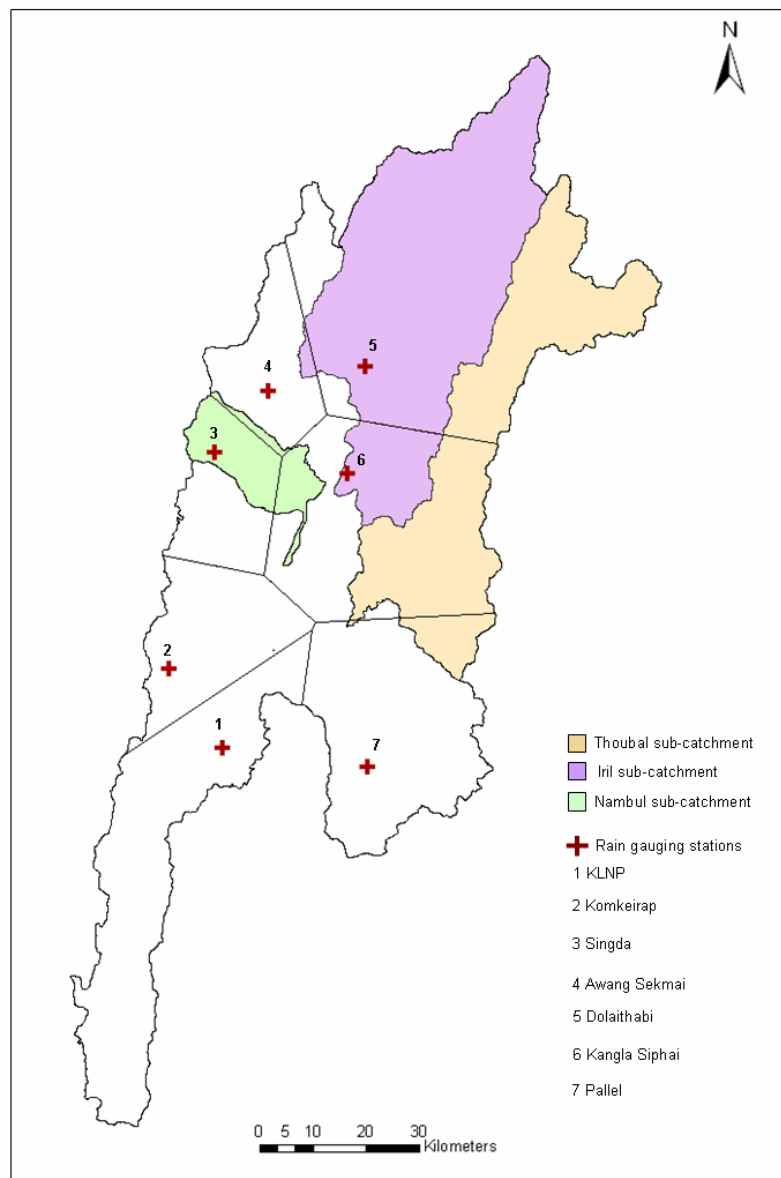 N
5
4
3
6
2
1
7
Thoubal sub-catchment
Iril sub-catchment
Nambul sub-catchment
Rain gauging stations
1 KLNP
2 Komkeirap
3 Singda
4 Awang Sekmai
5 Dolaithabi
6 Kangla Siphai
7 Pallel
0 5 10 20 30
Kilometers